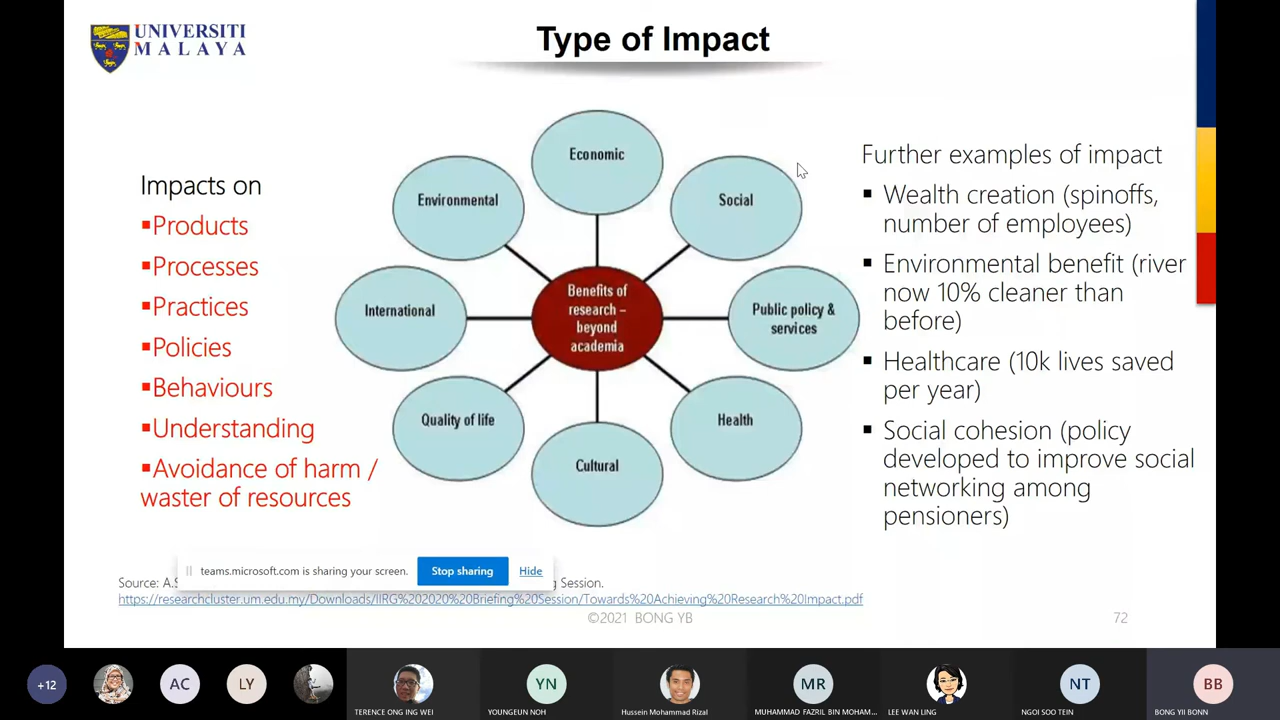 UNIVERSITI
MALAYA
Type of Impact
Impacts on
▪Products
▪Processes
▪Practices
▪Policies
▪Behaviours
▪Understanding
▪Avoidance of harm /
waster of resources
Economic
Environmental
Social
International
Benefits of
research –
beyond
academia
Public policy &
services
Quality of life
Health
Cultural
Further examples of impact
▪ Wealth creation (spinoffs,
number of employees)
▪ Environmental benefit (river
now 10% cleaner than
before)
▪ Healthcare (10k lives saved
per year)
▪ Social cohesion (policy
developed to improve social
networking among
pensioners)
teams.microsoft.com is sharing your screen.
Stop sharing
Hide
Source: A.S
g Session.
https://researchcluster.um.edu.my/Downloads/IIRG%202020%20Briefing%20Session/Towards%20Achieving%20Research%20Impact.pdf
©2021 BONG YB
72
+12
AC
LY
TERENCE ONG ING WEI
YN
YOUNGEUN NOH
Hussein Mohammad Rizal
MR
MUHAMMAD FAZRIL BIN MOHAM...
LEE WAN LING
NT
NGOI SOO TEIN
BB
BONG YII BONN